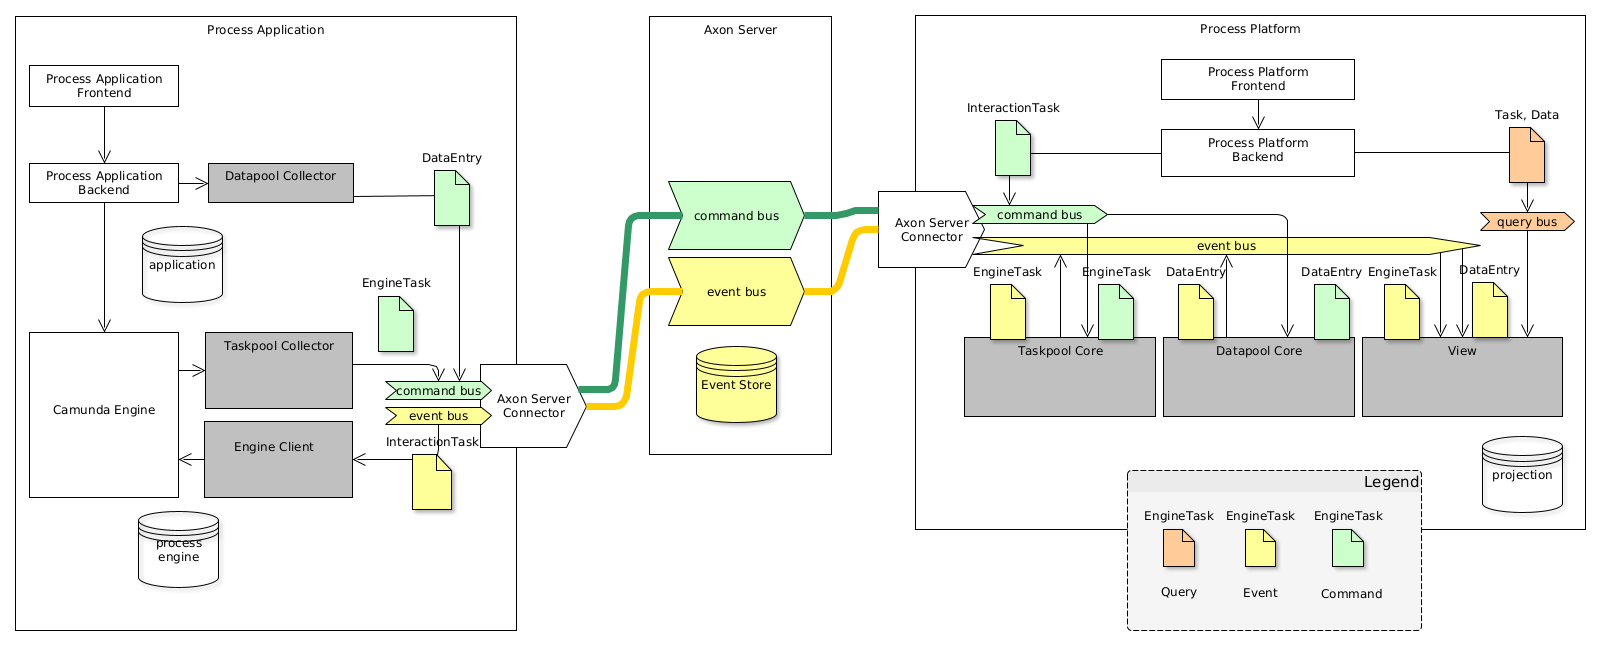 Process Application
Process Application
Frontend
Process Application
Backend
Datapool Collector
DataEntry
application
EngineTask
Taskpool Collector
Camunda Engine
command bus
event bus
Axon Server
Connector
InteractionTask
Engine Client
process
engine
Axon Server
command bus
event bus
Event Store
Process Platform
Process Platform
Frontend
InteractionTask
Process Platform
Backend
Task, Data
Axon Server
Connector
command bus
query bus
event bus
EngineTask
EngineTask
DataEntry
DataEntry
EngineTask
DataEntry
Taskpool Core
Datapool Core
View
projection
Legend
EngineTask
EngineTask
EngineTask
Query
Event
Command